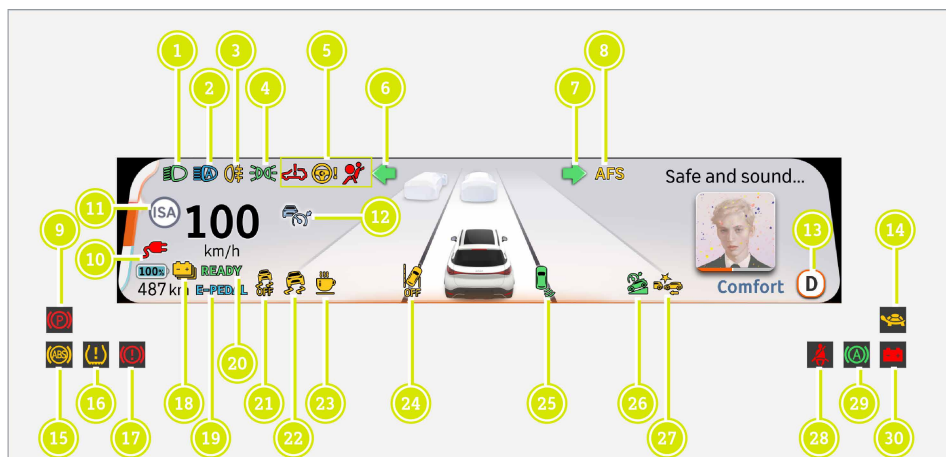 1
2
3
4
5
6
7
8
AFS
Safe and sound...
9
10
11
ISA
100
km/h
12
13
14
100%
READY
487 km
E-PEDAL
OFF
OFF
Comfort
D
P
ABS
!
!
A
A
!
15
16
17
18
19
20
21
22
23
24
25
26
27
28
29
30